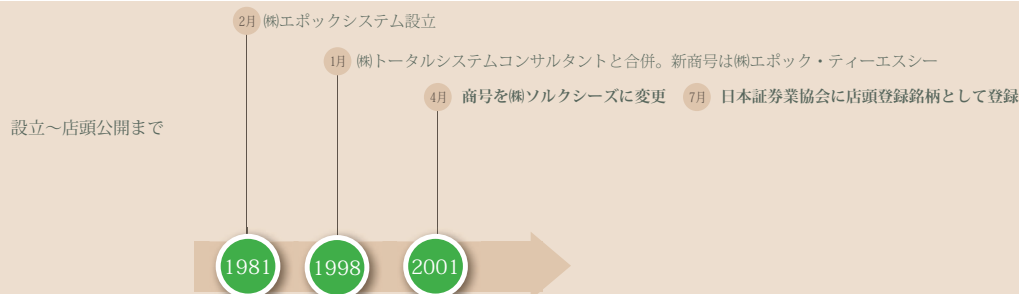 2月 ㈱エポックシステム設立
1月 ㈱トータルシステムコンサルタントと合併。新商号は㈱エポック・ティーエスシー
4月 商号を㈱ソルクシーズに変更 7月 日本証券業協会に店頭登録銘柄として登録
設立～店頭公開まで
1981 1998 2001